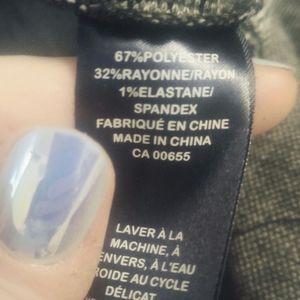 67%POLYESTER
32%RAYONNE/RAYON
1%ELASTANE/
SPANDEX
FABRIQUÉ EN CHINE
MADE IN CHINA
CA 00655
LAVER À LA
MACHINE, À
ENVERS, À L'EAU
ROIDE AU CYCLE
DÉLICAT